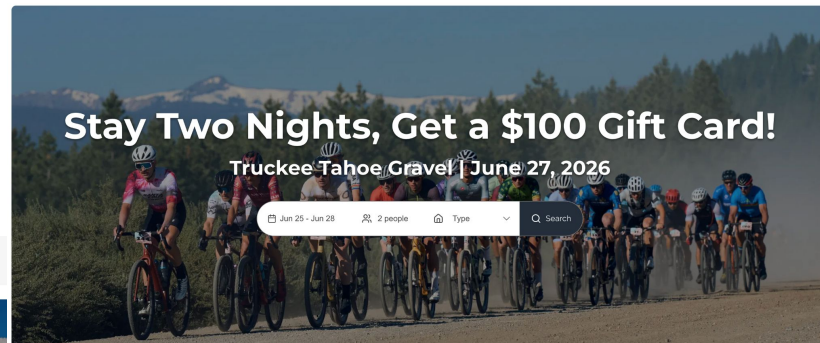 Stay Two Nights, Get a $100 Gift Card!
Truckee Tahoe Gravel | June 27, 2026
Jun 25 - Jun 28 2 people Type Search